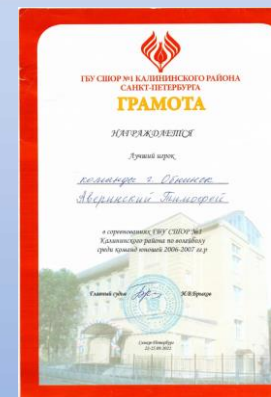 ГБУ СШОР №1 КАЛИНИНСКОГО РАЙОНА
САНКТ-ПЕТЕРБУРГА
ГРАМОТА
НАГРАЖДАЕТСЯ
Лучший игрок
команды г. Обнинск
Аверинский Тимофей
в соревнованиях ГБУ СШОР №1
Калининского района по волейболу
среди команд юношей 2006-2007 гг.р
Главный судья
Санкт-Петербург